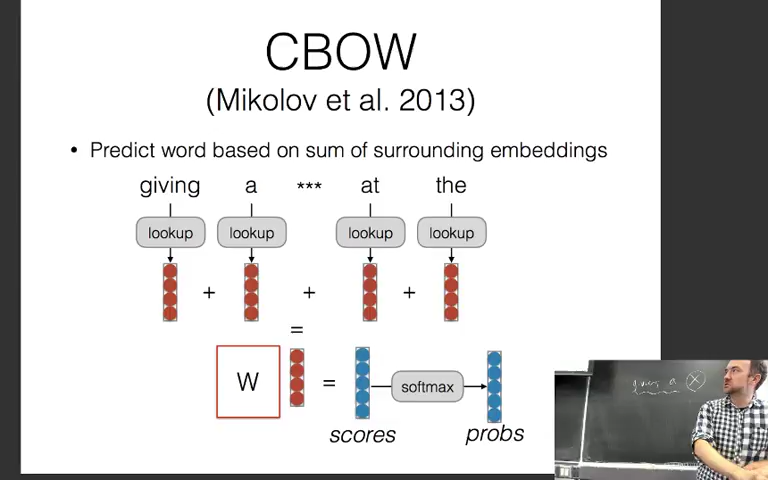 CBOW
(Mikolov et al. 2013)
• Predict word based on sum of surrounding embeddings
giving a *** at the
lookup lookup lookup lookup
+ + +
=
W = softmax
scores probs
giving a X